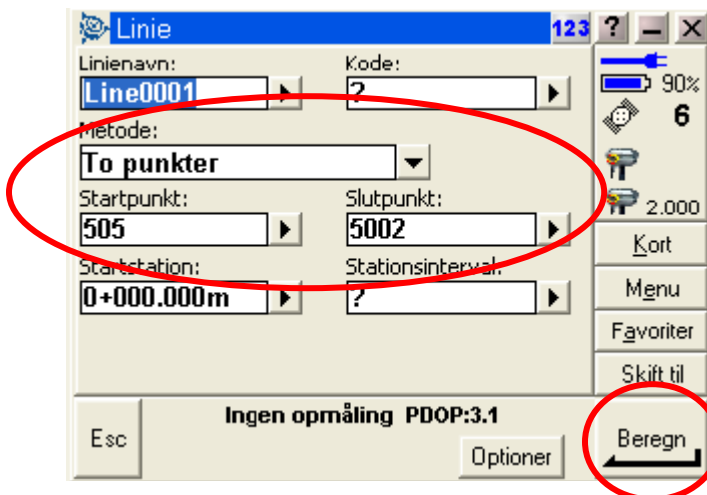 Linie 123 ? — X
Linienavn: Kode:
Line0001 ?
90%
6
Metode:
To punkter
Startpunkt: Slutpunkt:
505 5002
2.000
Startstation: Stationsinterval:
0+000.000m ?
Kort
Menu
Favoriter
Skift til
Ingen opmåling PDOP:3.1
Esc Optioner Beregn